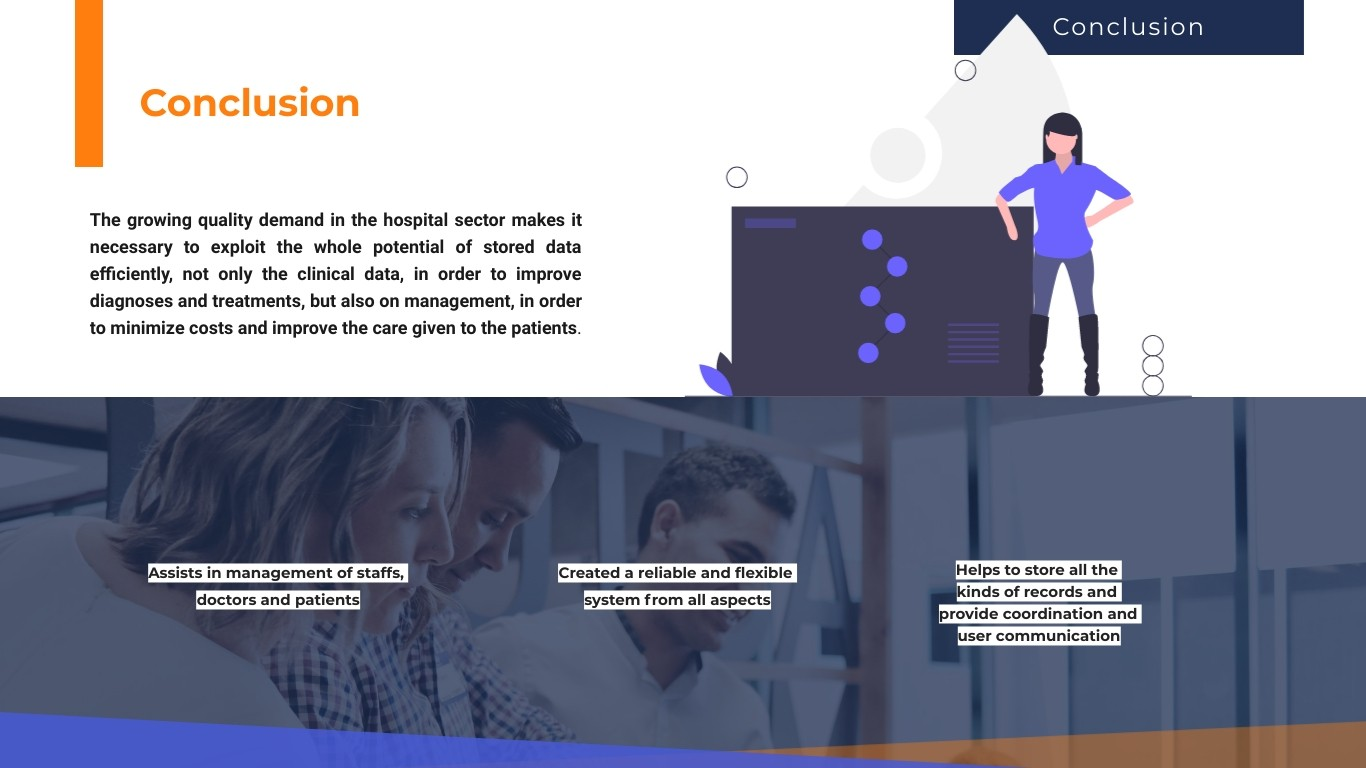 Conclusion
Conclusion
The growing quality demand in the hospital sector makes it
necessary to exploit the whole potential of stored data
efficiently, not only the clinical data, in order to improve
diagnoses and treatments, but also on management, in order
to minimize costs and improve the care given to the patients.
Assists in management of staffs,
doctors and patients
Created a reliable and flexible
system from all aspects
Helps to store all the
kinds of records and
provide coordination and
user communication